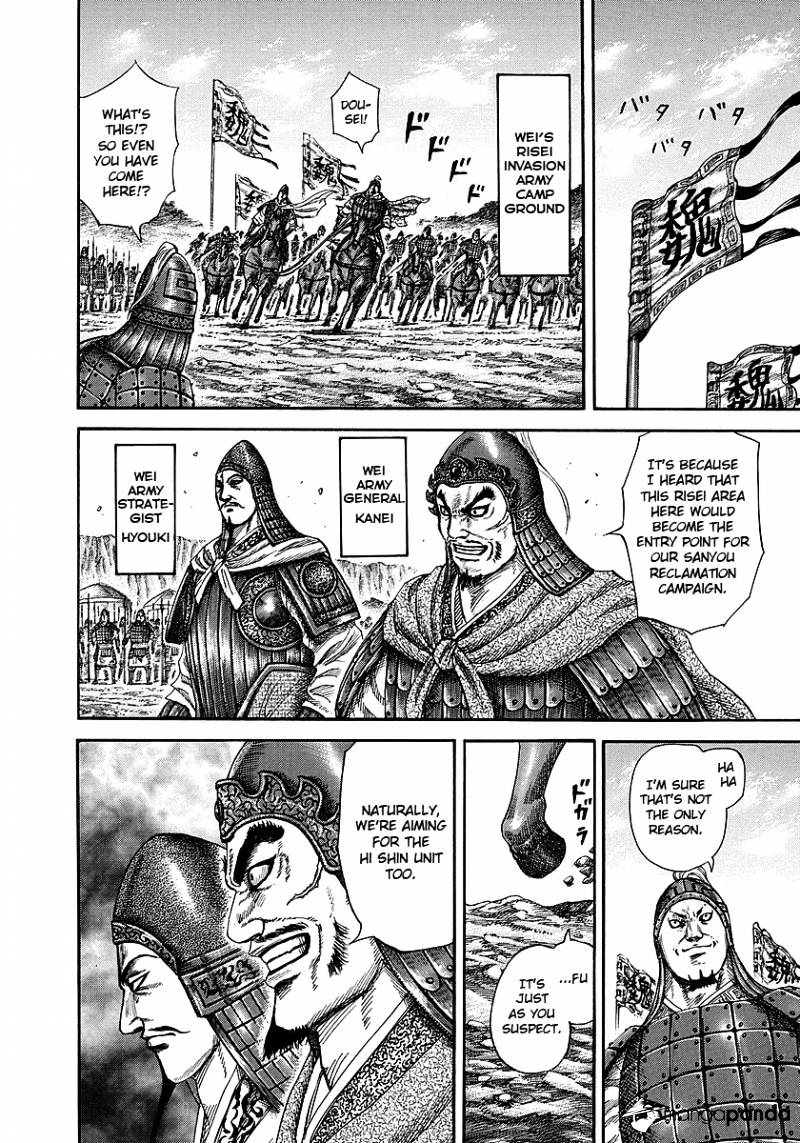 バタ
バタ
バタ
魏
魏
WEI'S
RISEI
INVASION
ARMY
CAMP
GROUND
DOU-
SEI!
ドドドド
魏
魏
WHAT'S
THIS!?
SO EVEN
YOU HAVE
COME
HERE!?
IT'S BECAUSE
I HEARD THAT
THIS RISEI AREA
HERE WOULD
BECOME THE
ENTRY POINT FOR
OUR SANYOU
RECLAMATION
CAMPAIGN.
WEI
ARMY
GENERAL
KANEI
WEI
ARMY
STRATE-
GIST
HYOUKI
HA
HA
I'M SURE
THAT'S NOT
THE ONLY
REASON.
魏
ドガラ
...FU
IT'S
JUST
AS YOU
SUSPECT.
NATURALLY,
WE'RE AIMING
FOR THE
HI SHIN UNIT
TOO.
mangapanda